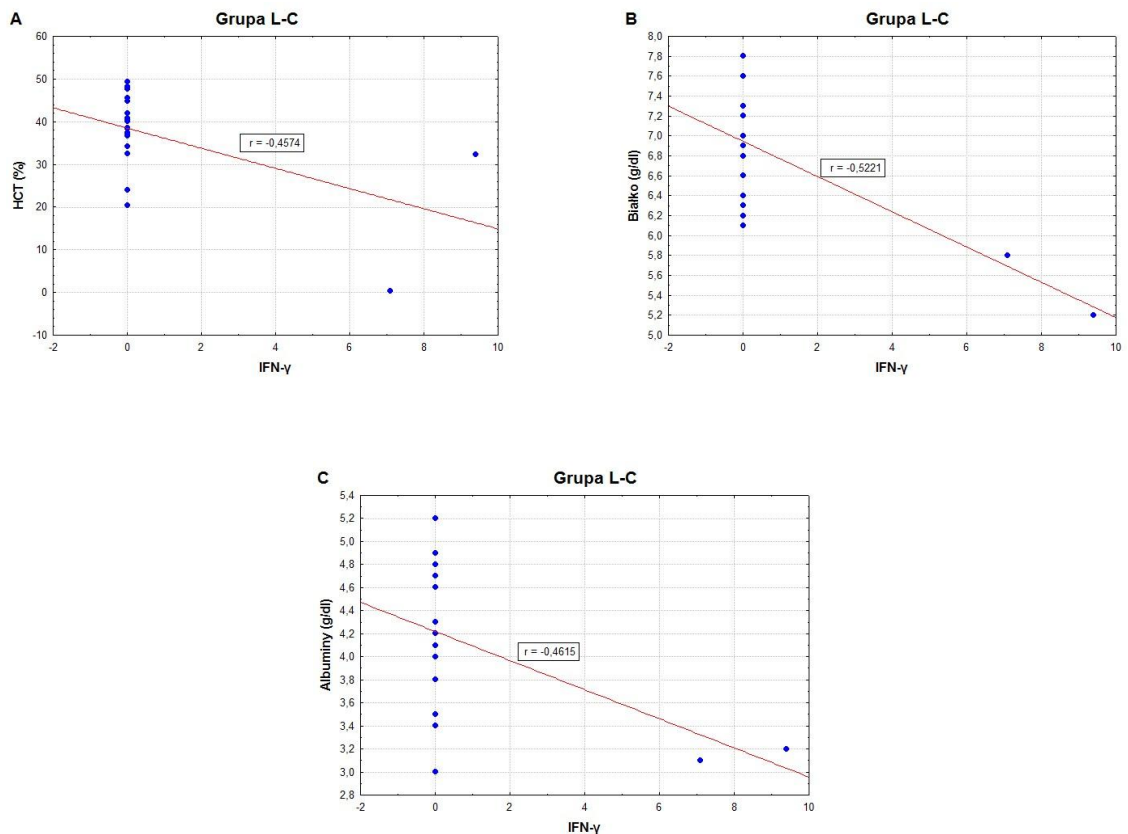 A
Grupa L-C
60
50
40
30
20
10
0
-10
HCT (%)
r = -0,4574
-2 0 2 4 6 8 10
IFN-γ
B
Grupa L-C
8,0
7,8
7,6
7,4
7,2
7,0
6,8
6,6
6,4
6,2
6,0
5,8
5,6
5,4
5,2
5,0
Białko (g/dl)
r = -0,5221
-2 0 2 4 6 8 10
IFN-γ
C
Grupa L-C
5,4
5,2
5,0
4,8
4,6
4,4
4,2
4,0
3,8
3,6
3,4
3,2
3,0
2,8
Albuminy (g/dl)
r = -0,4615
-2 0 2 4 6 8 10
IFN-γ